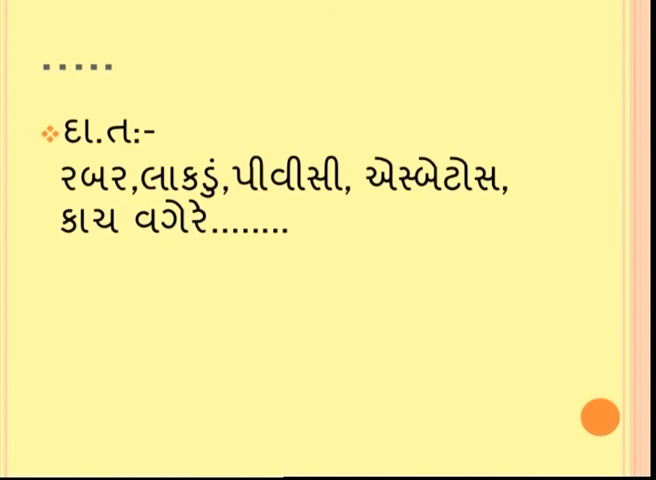 .....
દા.ત:-
રબર,લાકડું,પીવીસી, એસ્બેટોસ,
કાચ વગેરે........